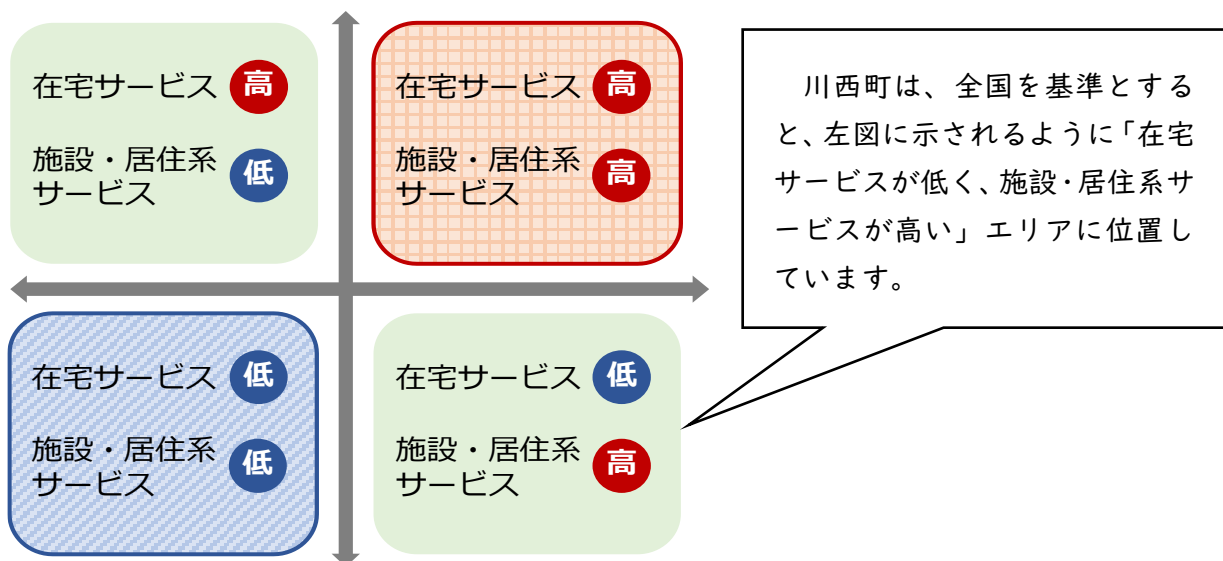 在宅サービス 高
施設・居住系
サービス 低
在宅サービス 高
施設・居住系
サービス 高
在宅サービス 低
施設・居住系
サービス 低
在宅サービス 低
施設・居住系
サービス 高
川西町は、全国を基準とする
と、左図に示されるように「在宅
サービスが低く、施設・居住系サ
ービスが高い」エリアに位置し
ています。